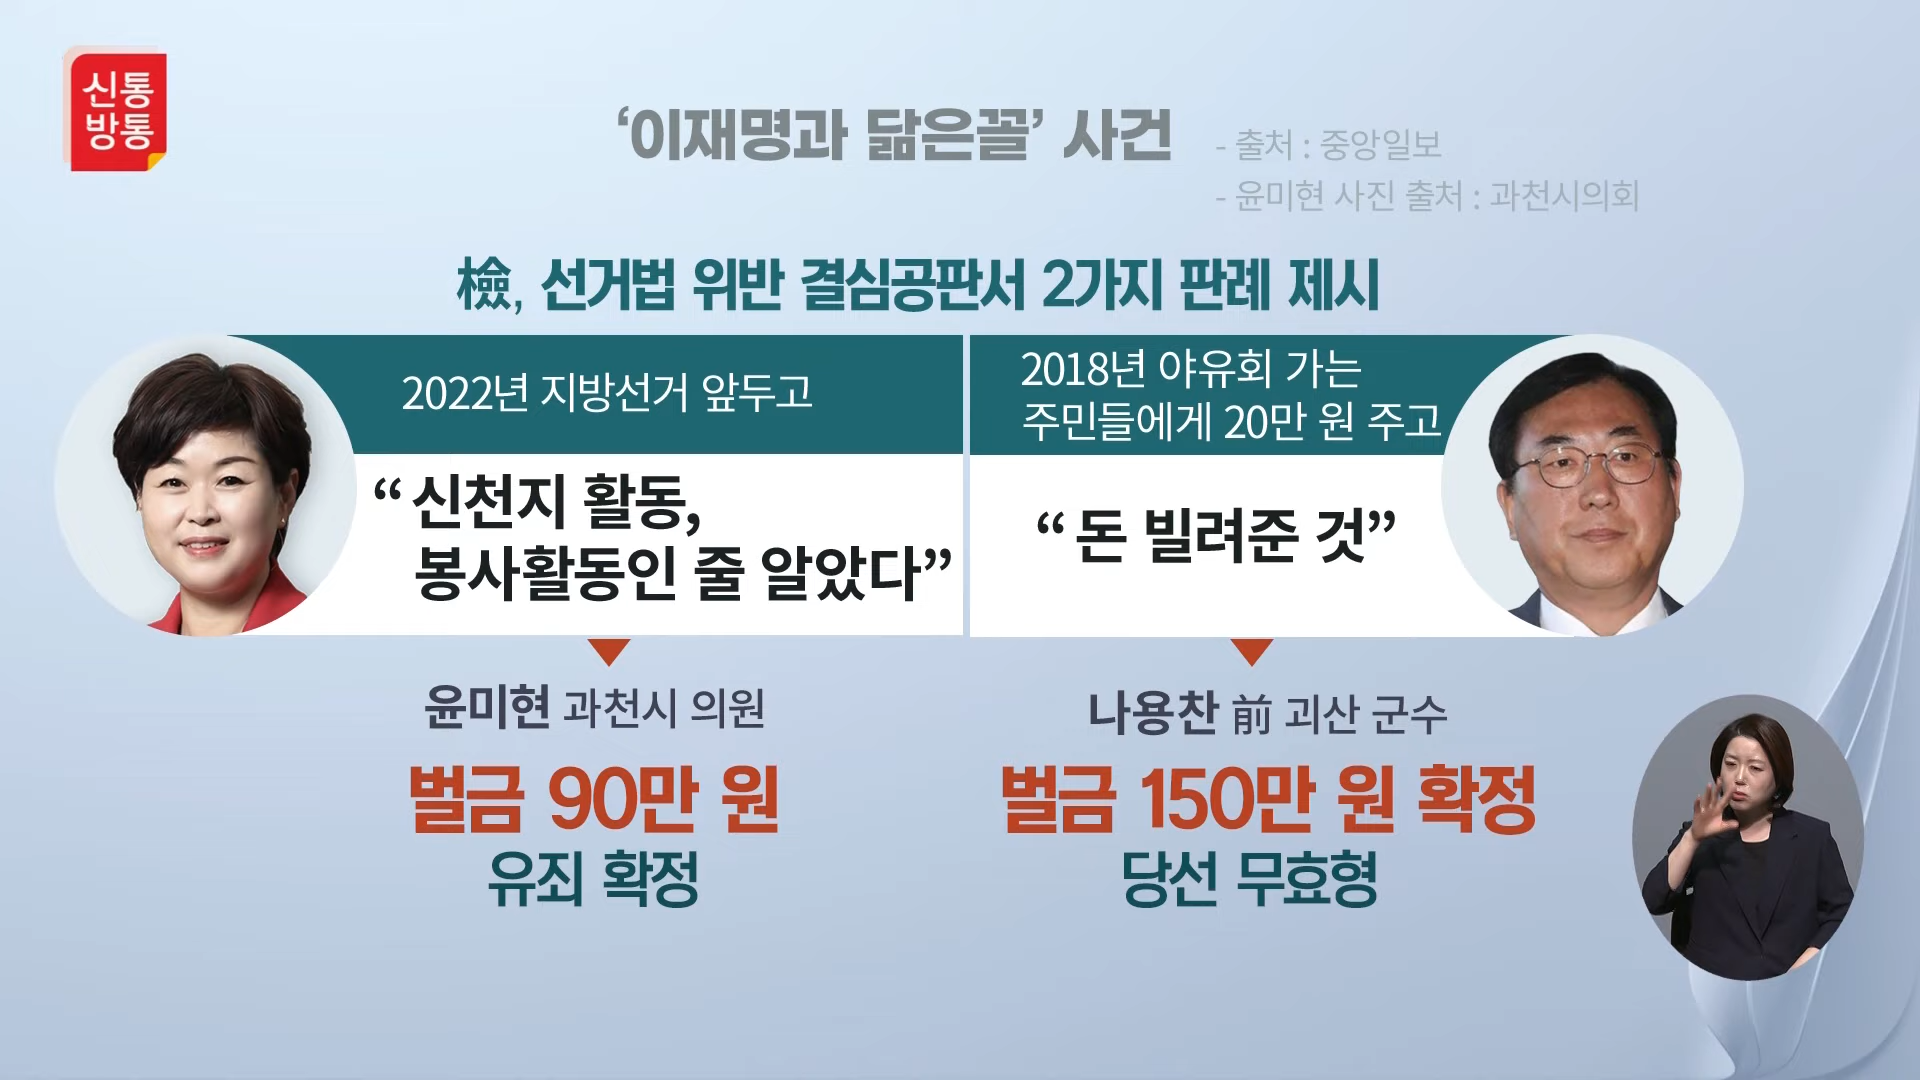 신통
방통
‘이재명과 닮은꼴’ 사건
- 출처 : 중앙일보
- 윤미현 사진 출처 : 과천시의회
檢, 선거법 위반 결심공판서 2가지 판례 제시
2022년 지방선거 앞두고
“신천지 활동,
봉사활동인 줄 알았다”
윤미현 과천시 의원
벌금 90만 원
유죄 확정
2018년 야유회 가는
주민들에게 20만 원 주고
“돈 빌려준 것”
나용찬 前 괴산 군수
벌금 150만 원 확정
당선 무효형